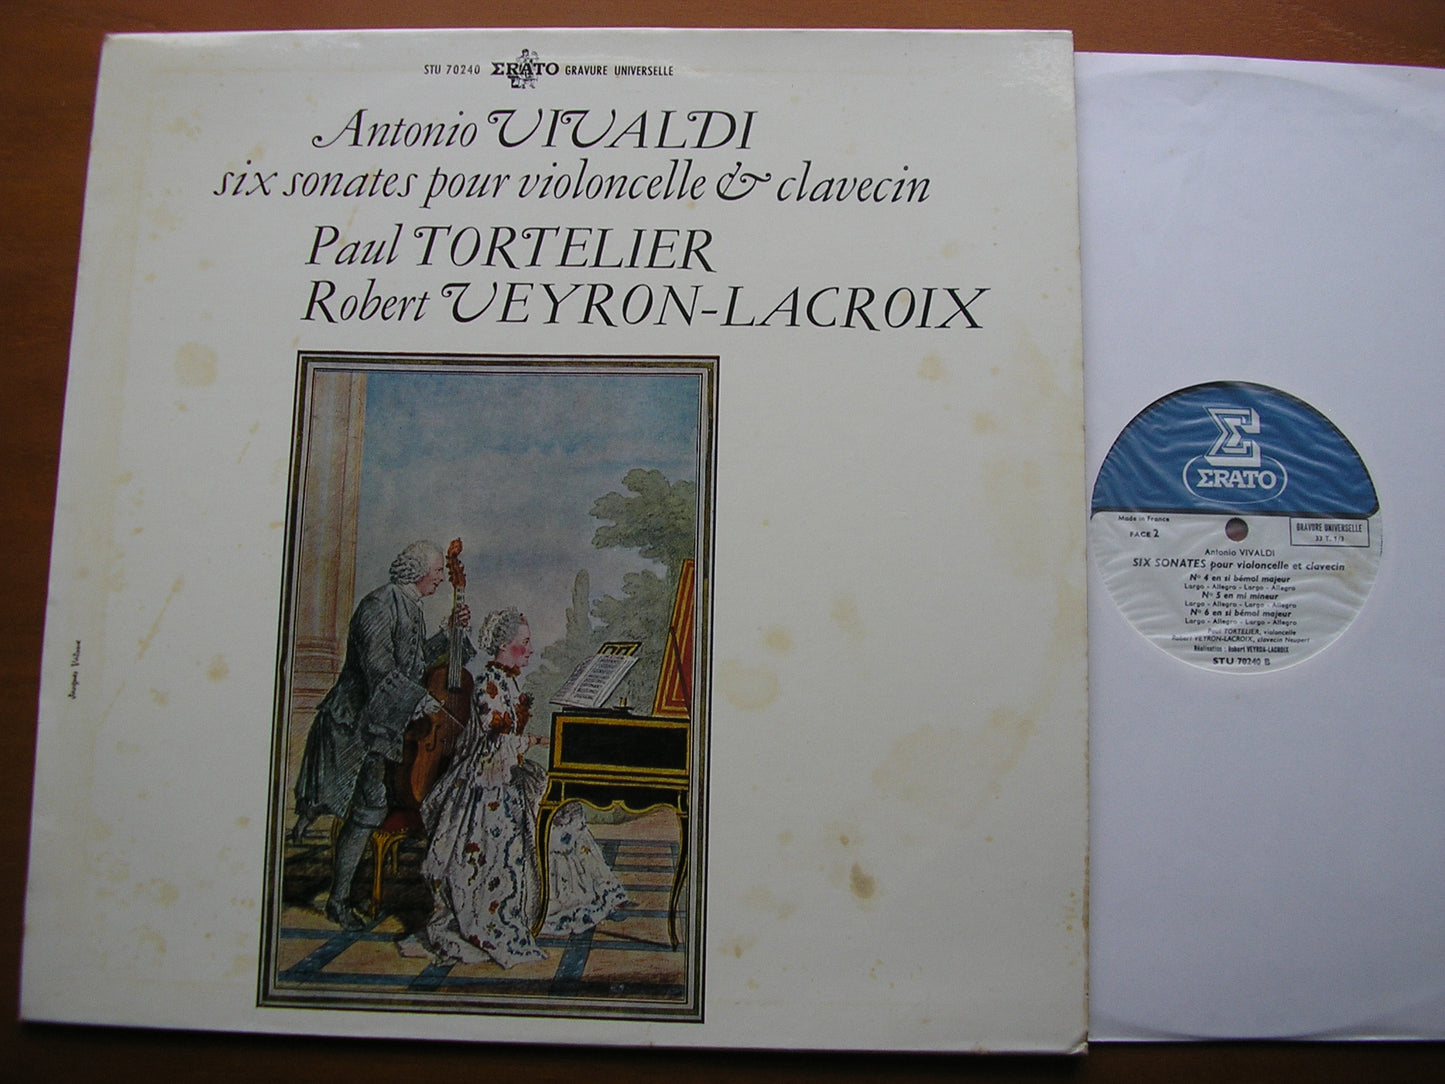 STU 70240 ΣRATO GRAVURE UNIVERSELLE
Antonio VIVALDI
six sonates pour violoncelle & clavecin
Paul TORTELIER
Robert VEYRON-LACROIX
Σ
ΣRATO
Made in France
FACE 2
GRAVURE UNIVERSELLE
33 T. 1/3
Antonio VIVALDI
SIX SONATES pour violoncelle et clavecin
Nº 4 en si bémol majeur
Largo - Allegro - Largo - Allegro
Nº 5 en mi mineur
Largo - Allegro - Largo - Allegro
Nº 6 en si bémol majeur
Largo - Allegro - Largo - Allegro
Paul TORTELIER, violoncelle
Robert VEYRON-LACROIX, clavecin Neupert
Réalisation : Robert VEYRON-LACROIX
STU 70240 B